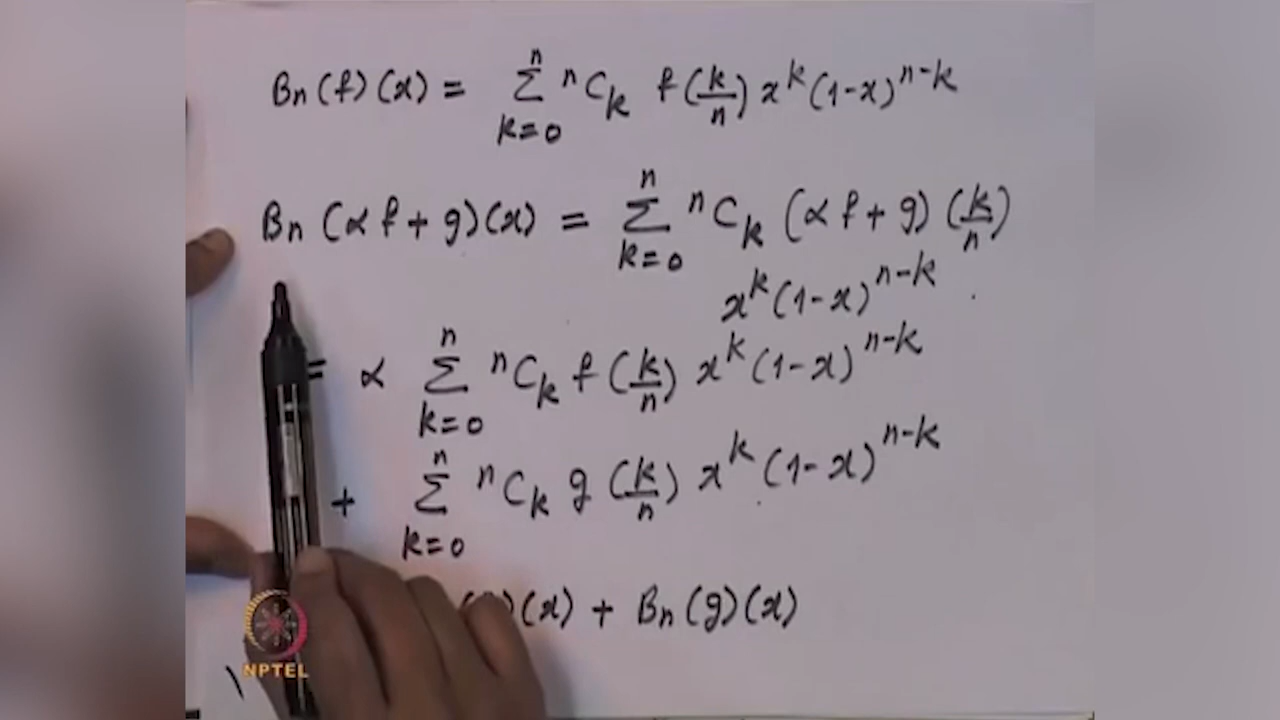 Bn(f)(x) = Σ_{k=0}^{n} ⁿC_k f(k/n) x^k (1-x)^{n-k}
Bn(αf+g)(x) = Σ_{k=0}^{n} ⁿC_k (αf+g)(k/n)
x^k (1-x)^{n-k}
= α Σ_{k=0}^{n} ⁿC_k f(k/n) x^k (1-x)^{n-k}
+ Σ_{k=0}^{n} ⁿC_k g(k/n) x^k (1-x)^{n-k}
)(x) + Bn(g)(x)
NPTEL